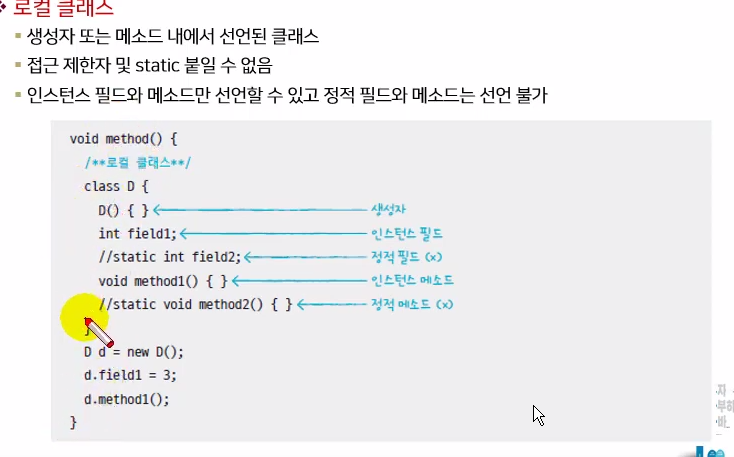 로컬 클래스
생성자 또는 메소드 내에서 선언된 클래스
접근 제한자 및 static 붙일 수 없음
인스턴스 필드와 메소드만 선언할 수 있고 정적 필드와 메소드는 선언 불가
void method() {
/**로컬 클래스**/
class D {
D() { } 생성자
int field1; 인스턴스 필드
//static int field2; 정적 필드 (x)
void method1() { } 인스턴스 메소드
//static void method2() { } 정적 메소드 (x)
}
D d = new D();
d.field1 = 3;
d.method1();
}